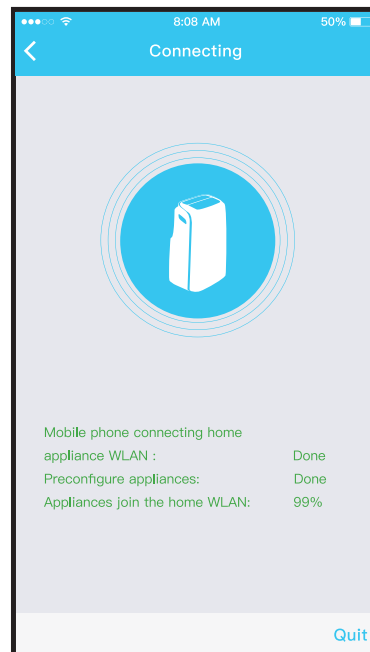 8:08 AM 50%
Connecting
Mobile phone connecting home
appliance WLAN : Done
Preconfigure appliances: Done
Appliances join the home WLAN: 99%
Quit